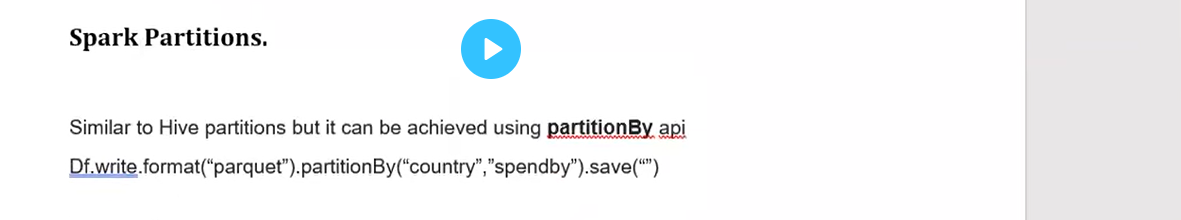 Spark Partitions.
Similar to Hive partitions but it can be achieved using partitionBy api
Df.write.format(“parquet”).partitionBy(“country”,”spendby”).save(“”)